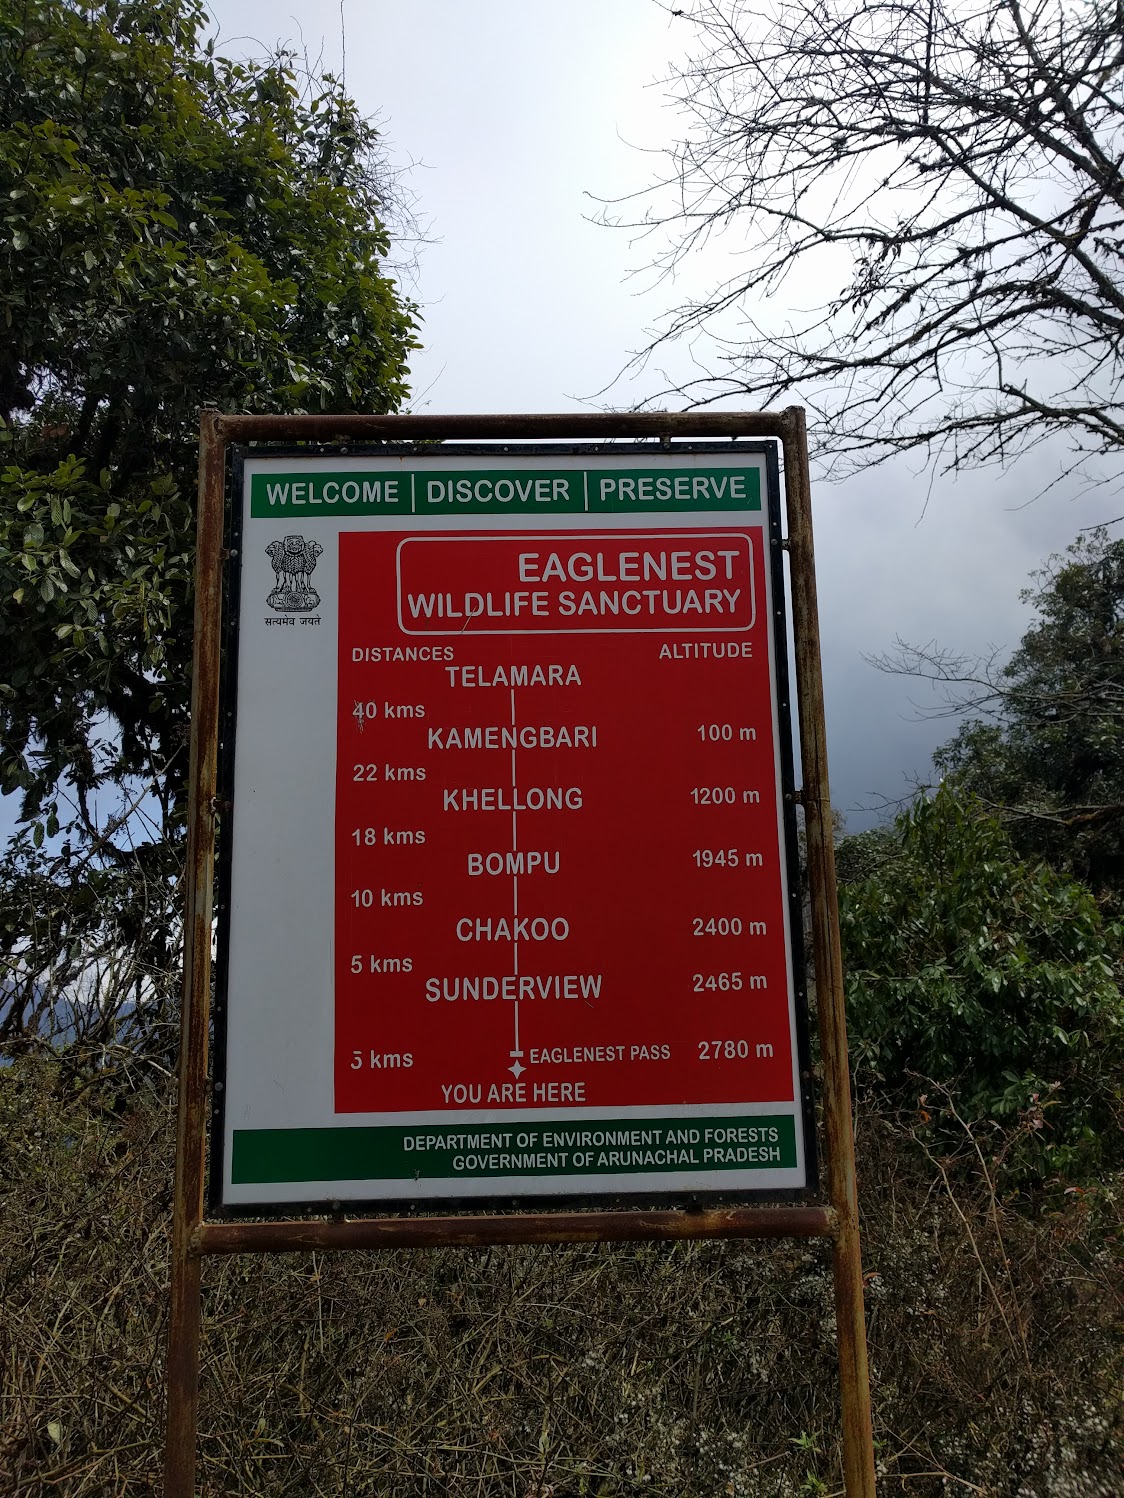 WELCOME | DISCOVER | PRESERVE
सत्यमेव जयते
EAGLENEST
WILDLIFE SANCTUARY
DISTANCES ALTITUDE
TELAMARA
40 kms
KAMENGBARI 100 m
22 kms
KHELLONG 1200 m
18 kms
BOMPU 1945 m
10 kms
CHAKOO 2400 m
5 kms
SUNDERVIEW 2465 m
5 kms EAGLENEST PASS 2780 m
YOU ARE HERE
DEPARTMENT OF ENVIRONMENT AND FORESTS
GOVERNMENT OF ARUNACHAL PRADESH